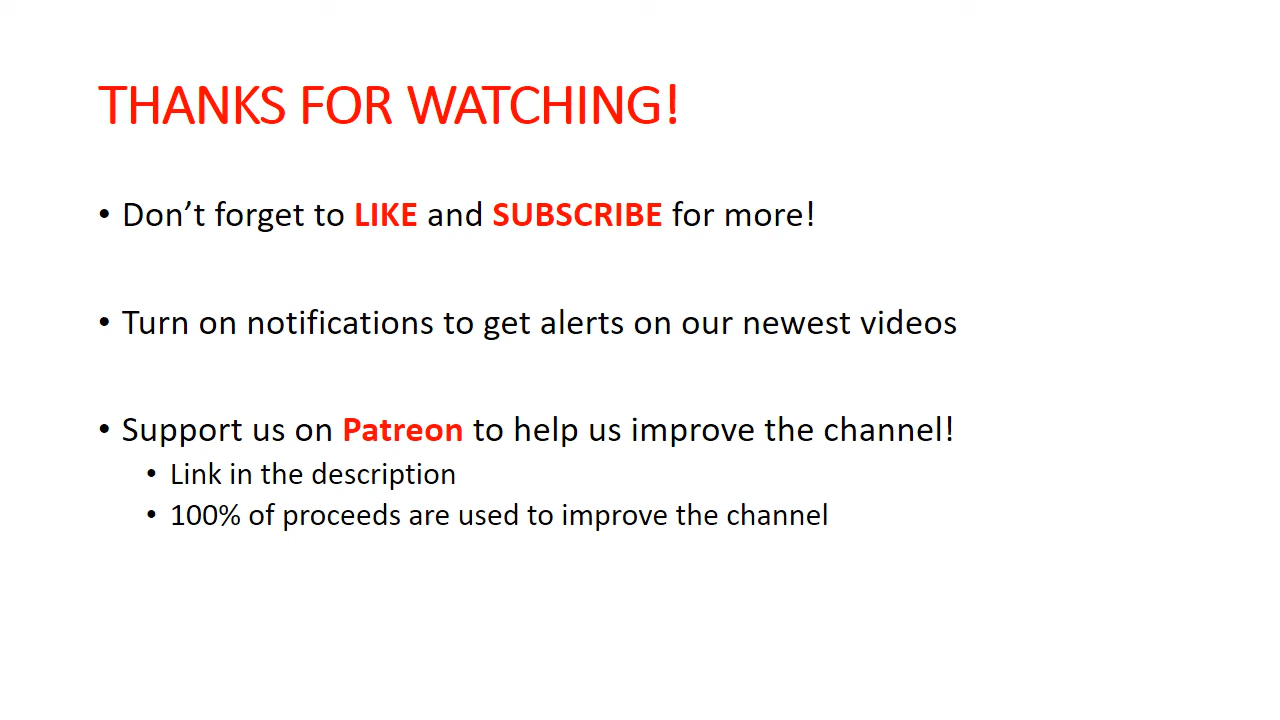 THANKS FOR WATCHING!
• Don’t forget to LIKE and SUBSCRIBE for more!
• Turn on notifications to get alerts on our newest videos
• Support us on Patreon to help us improve the channel!
• Link in the description
• 100% of proceeds are used to improve the channel